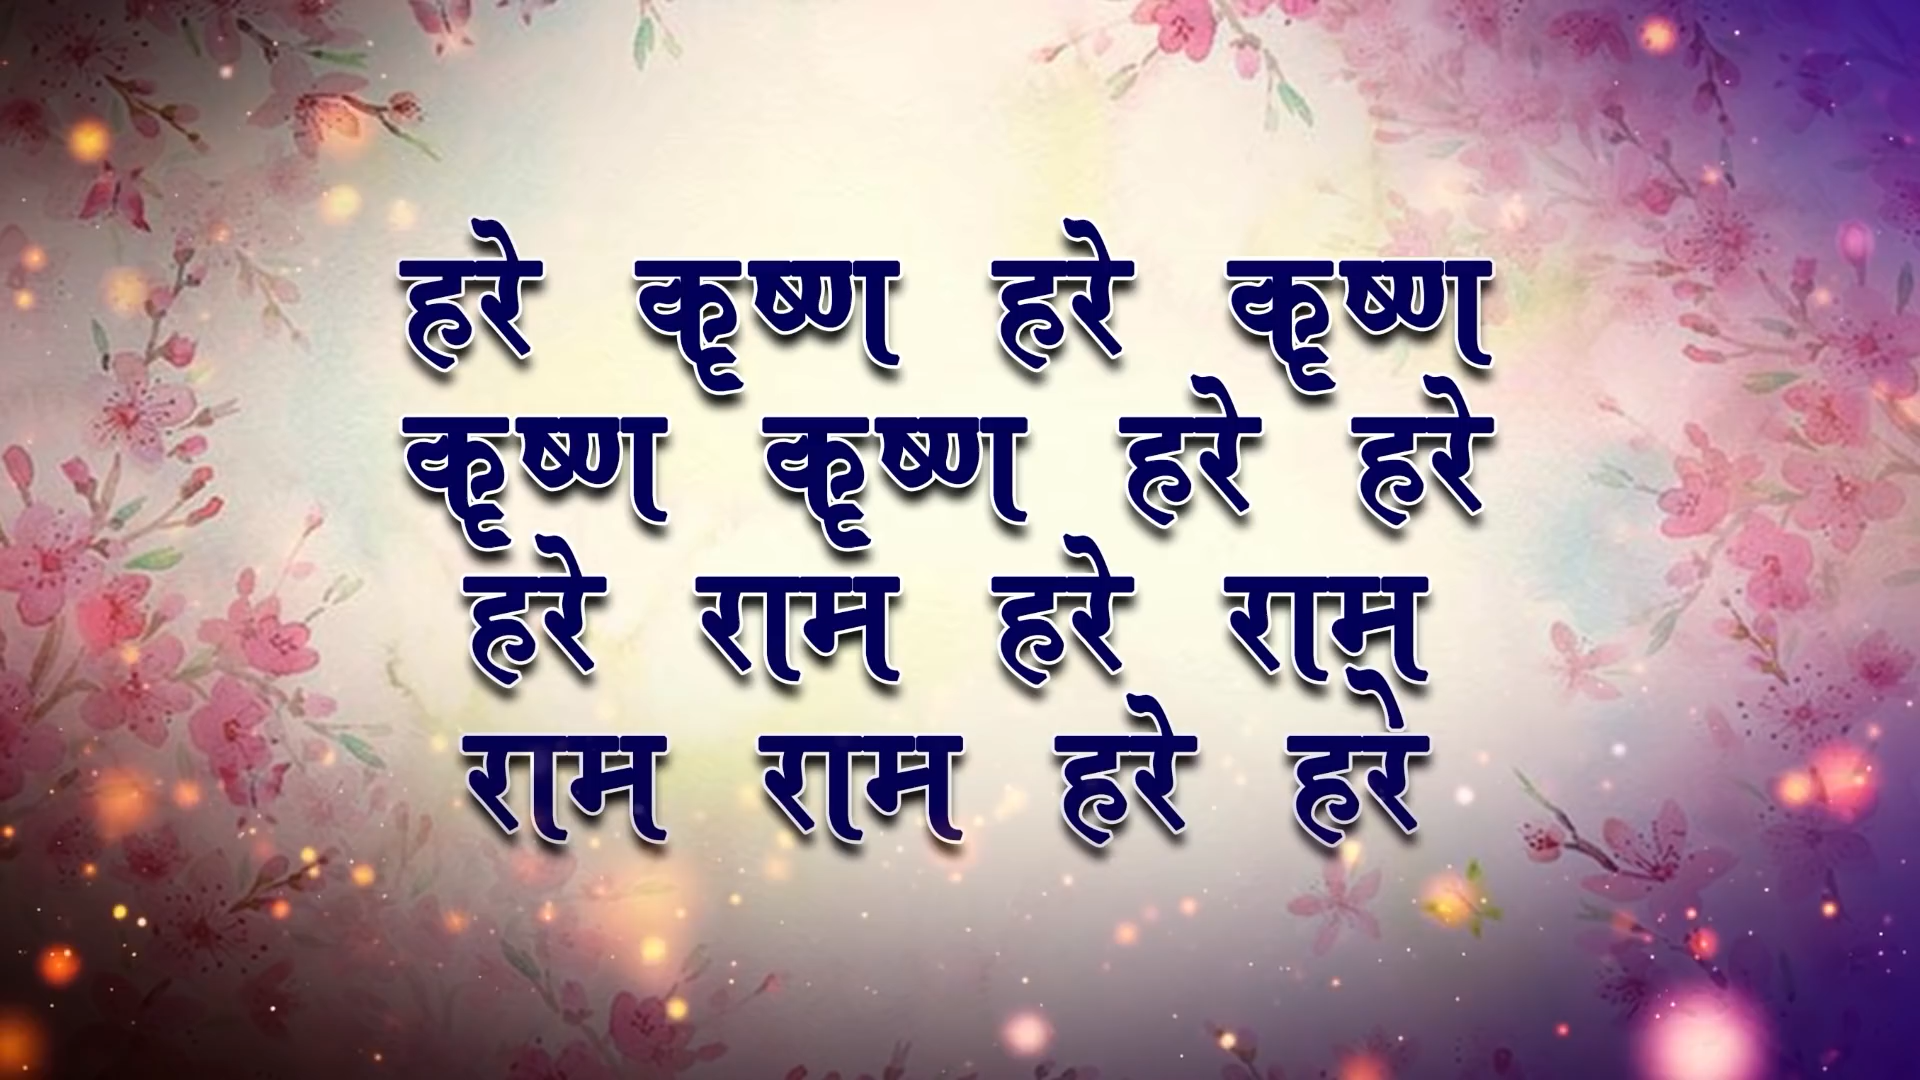 हरे कृष्ण हरे कृष्ण
कृष्ण कृष्ण हरे हरे
हरे राम हरे राम
राम राम हरे हरे